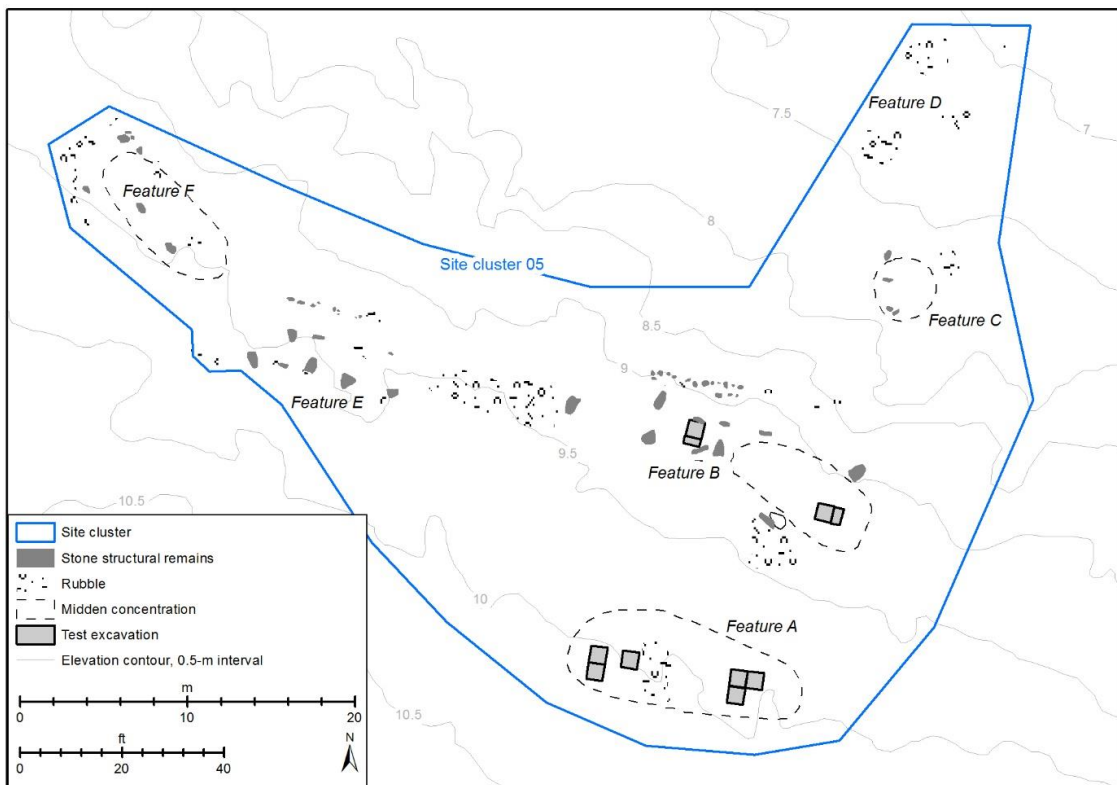 Feature D
7.5
7
Feature F
8
Site cluster 05
Feature C
8.5
9
Feature E
9.5
Feature B
10.5
Site cluster
Stone structural remains
Rubble
Midden concentration
Test excavation
Elevation contour, 0.5-m interval
10
Feature A
10.5
m
0 10 20
ft
0 20 40
N